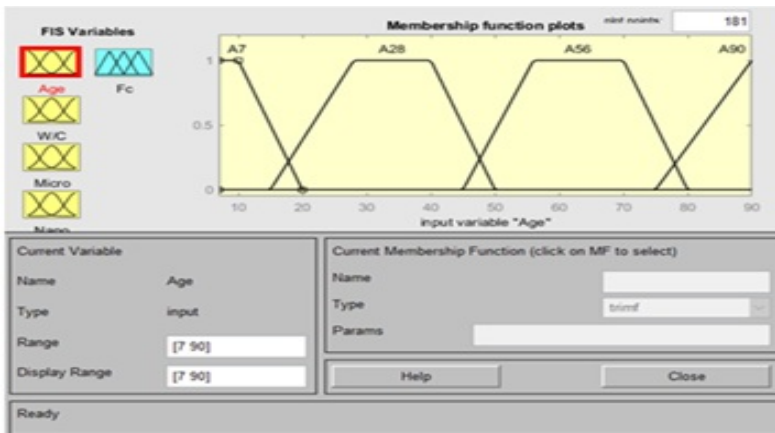 FIS Variables
Membership function plots
plot points:
181
Age
Fc
W/C
Micro
Nano
A7
A28
A56
A90
1
0.5
0
10 20 30 40 50 60 70 80 90
input variable "Age"
Current Variable
Name Age
Type input
Range [7 90]
Display Range [7 90]
Current Membership Function (click on MF to select)
Name
Type trimf
Params
Help
Close
Ready